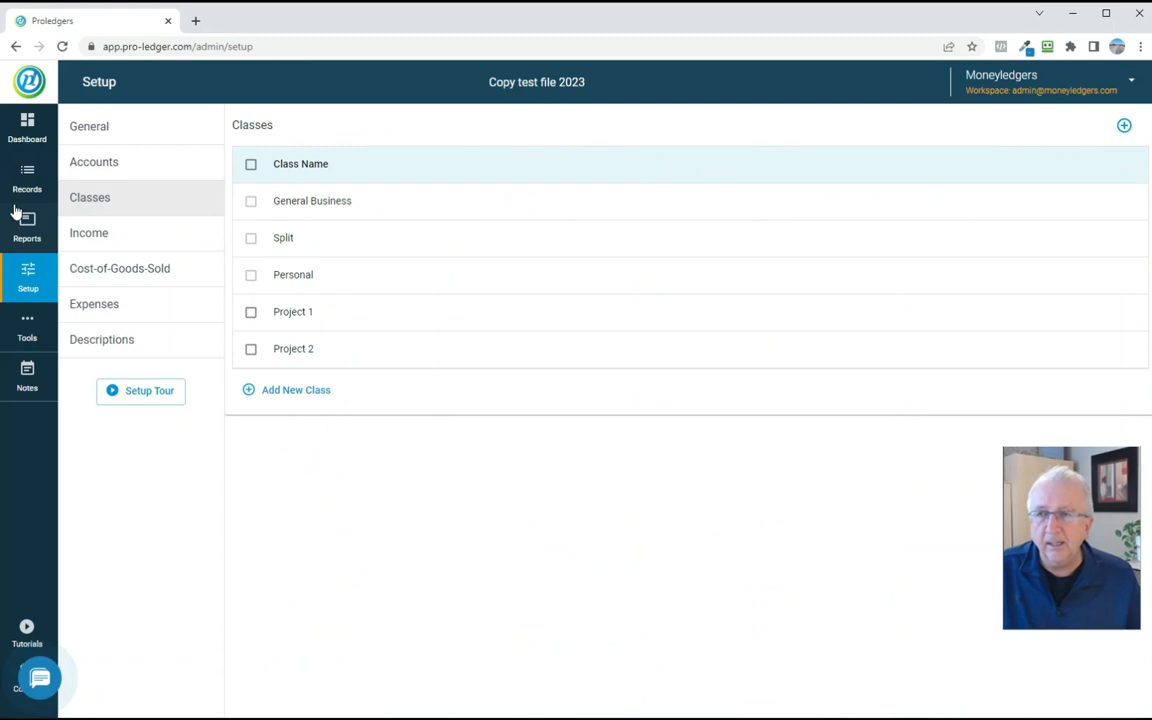 Proledgers
app.pro-ledger.com/admin/setup
Setup
Copy test file 2023
Moneyledgers
Workspace: admin@moneyledgers.com
Dashboard
Records
Reports
Setup
Tools
Notes
Tutorials
General
Accounts
Classes
Income
Cost-of-Goods-Sold
Expenses
Descriptions
Setup Tour
Classes
Class Name
General Business
Split
Personal
Project 1
Project 2
Add New Class